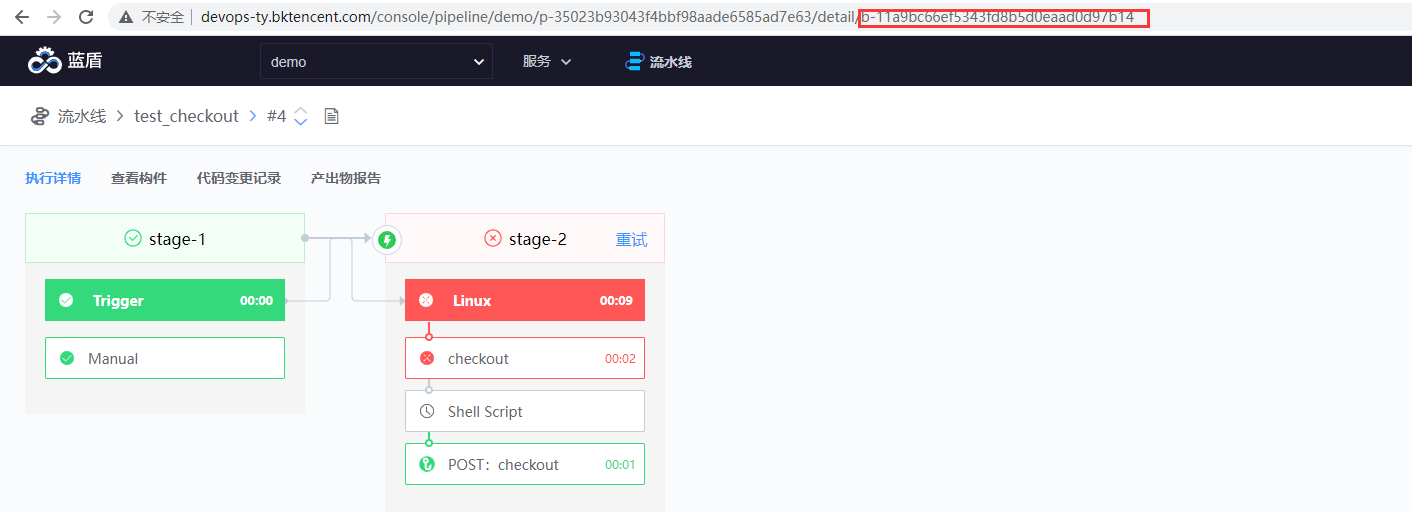 不安全 devops-ty.bktencent.com/console/pipeline/demo/p-35023b93043f4bbf98aade6585ad7e63/detail/b-11a9bc66ef5343fd8b5d0eaad0d97b14
蓝盾 demo 服务 流水线
流水线 test_checkout #4
执行详情 查看构件 代码变更记录 产出物报告
stage-1 stage-2 重试
Trigger 00:00 Linux 00:09
Manual checkout 00:02
Shell Script
POST：checkout 00:01